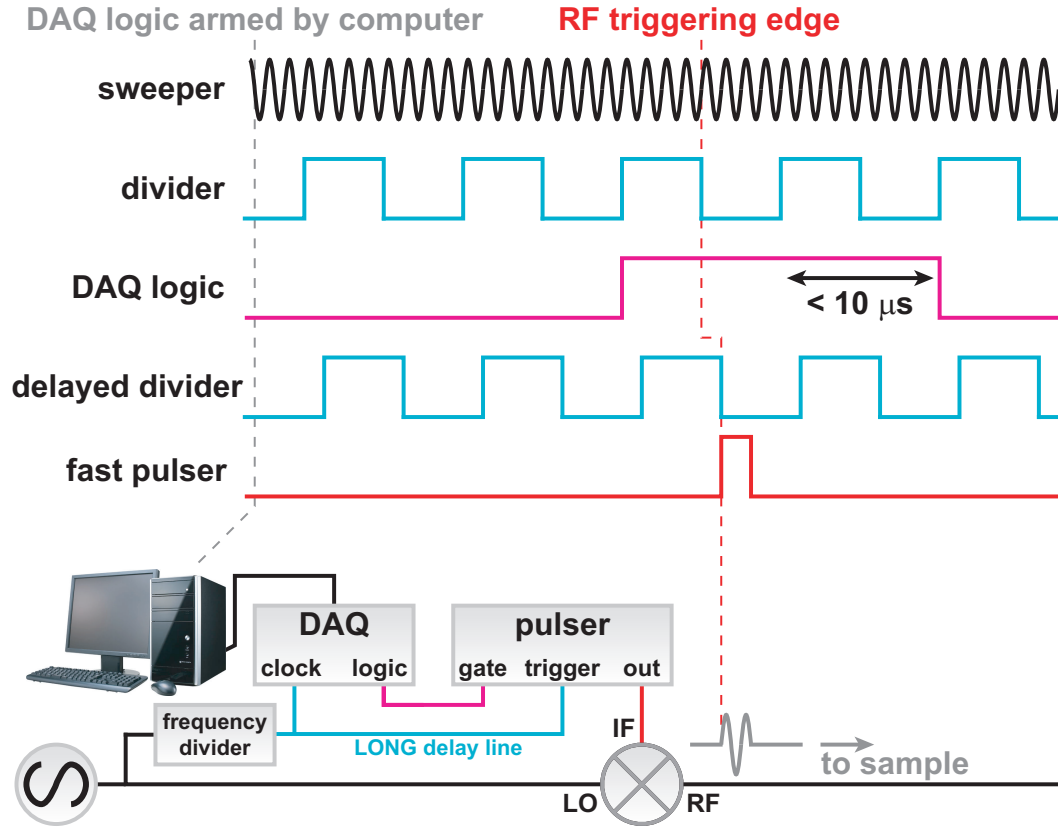 DAQ logic armed by computer
RF triggering edge
sweeper
divider
DAQ logic
< 10 μs
delayed divider
fast pulser
DAQ
clock logic
pulser
gate trigger out
frequency
divider
LONG delay line
IF
LO
RF
to sample